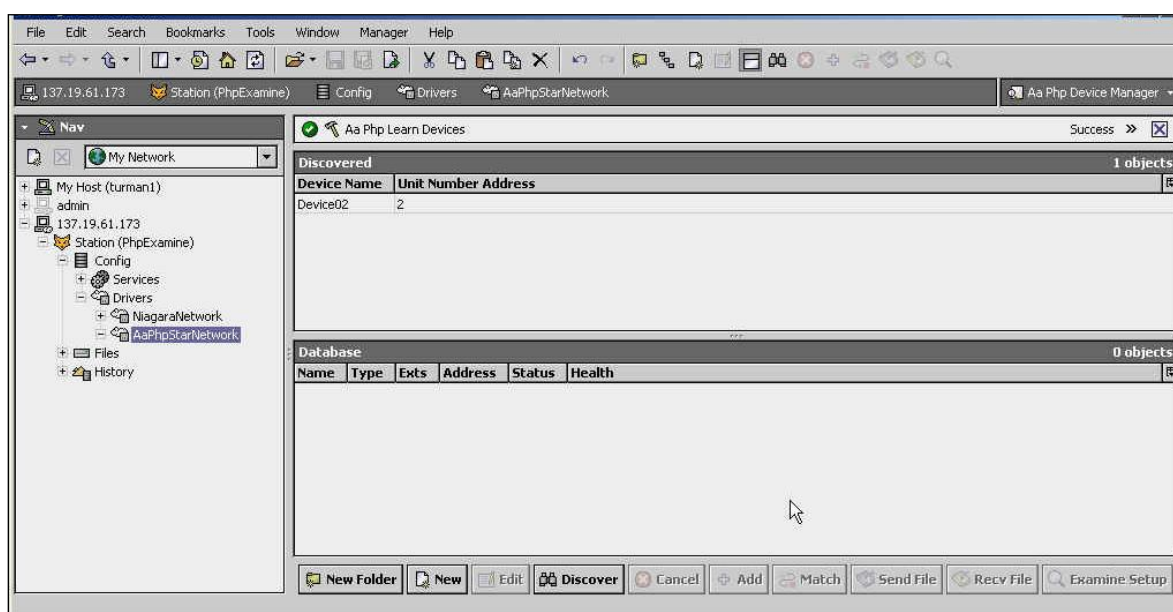 File Edit Search Bookmarks Tools Window Manager Help
137.19.61.173 Station (PhpExamine) Config Drivers AaPhpStarNetwork Aa Php Device Manager
Nav
My Network
My Host (turman1)
admin
137.19.61.173
Station (PhpExamine)
Config
Services
Drivers
NiagaraNetwork
AaPhpStarNetwork
Files
History
Aa Php Learn Devices Success »
Discovered 1 objects
Device Name Unit Number Address
Device02 2
Database 0 objects
Name Type Exts Address Status Health
New Folder New Edit Discover Cancel Add Match Send File Recv File Examine Setup